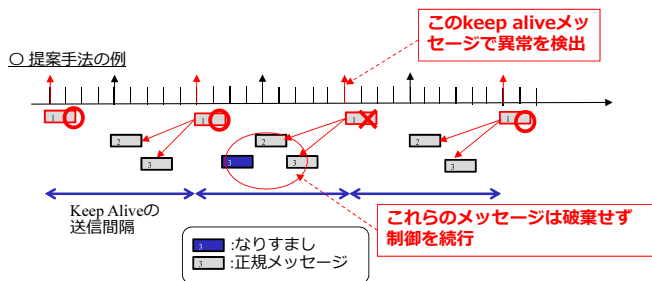 このkeep aliveメッ
セージで異常を検出
〇 提案手法の例
1
1
1
1
2
2
2
3
3
3
3
Keep Aliveの
送信間隔
これらのメッセージは破棄せず
制御を続行
3 :なりすまし
3 :正規メッセージ